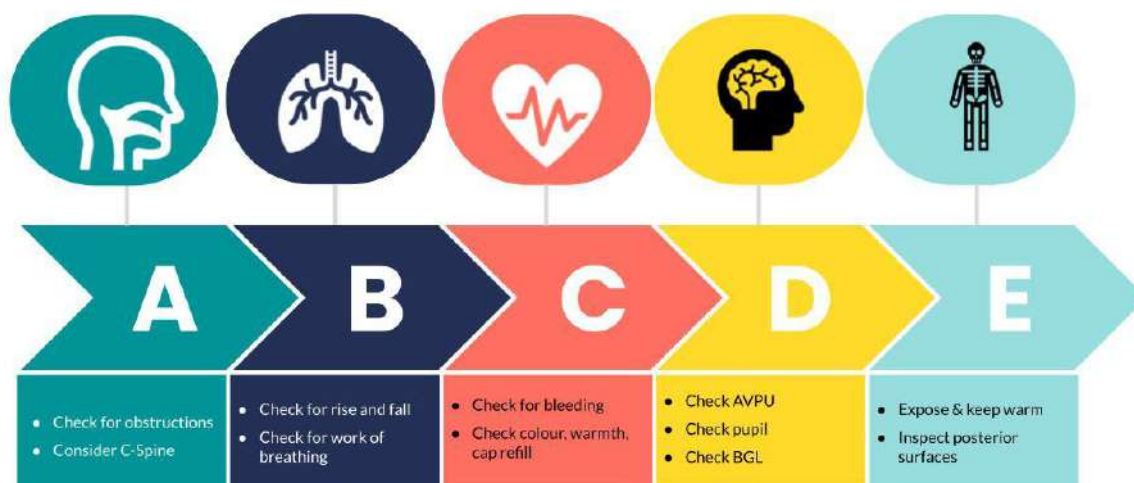 A
B
C
D
E
Check for obstructions
Consider C-Spine
Check for rise and fall
Check for work of
breathing
Check for bleeding
Check colour, warmth,
cap refill
Check AVPU
Check pupil
Check BGL
Expose & keep warm
Inspect posterior
surfaces